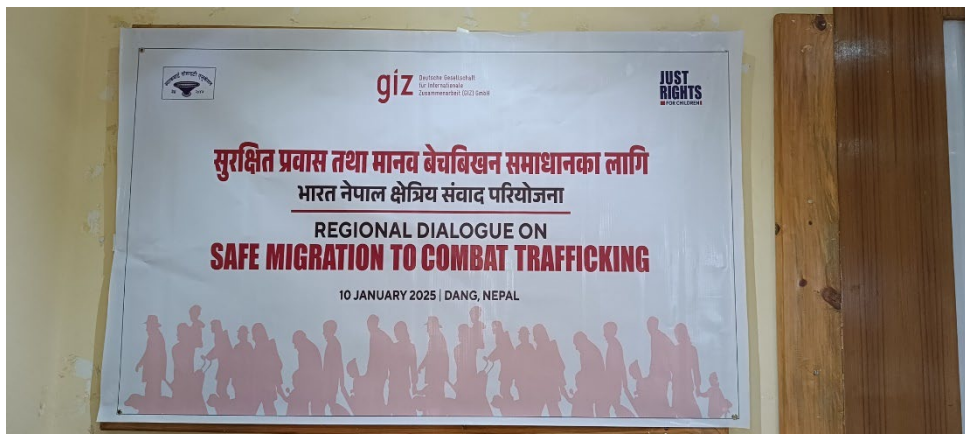 giz
Deutsche Gesellschaft
für Internationale
Zusammenarbeit (GIZ) GmbH
JUST
RIGHTS
FOR CHILDREN
सुरक्षित प्रवास तथा मानव बेचबिखन समाधानका लागि
भारत नेपाल क्षेत्रिय संवाद परियोजना
REGIONAL DIALOGUE ON
SAFE MIGRATION TO COMBAT TRAFFICKING
10 JANUARY 2025 | DANG, NEPAL